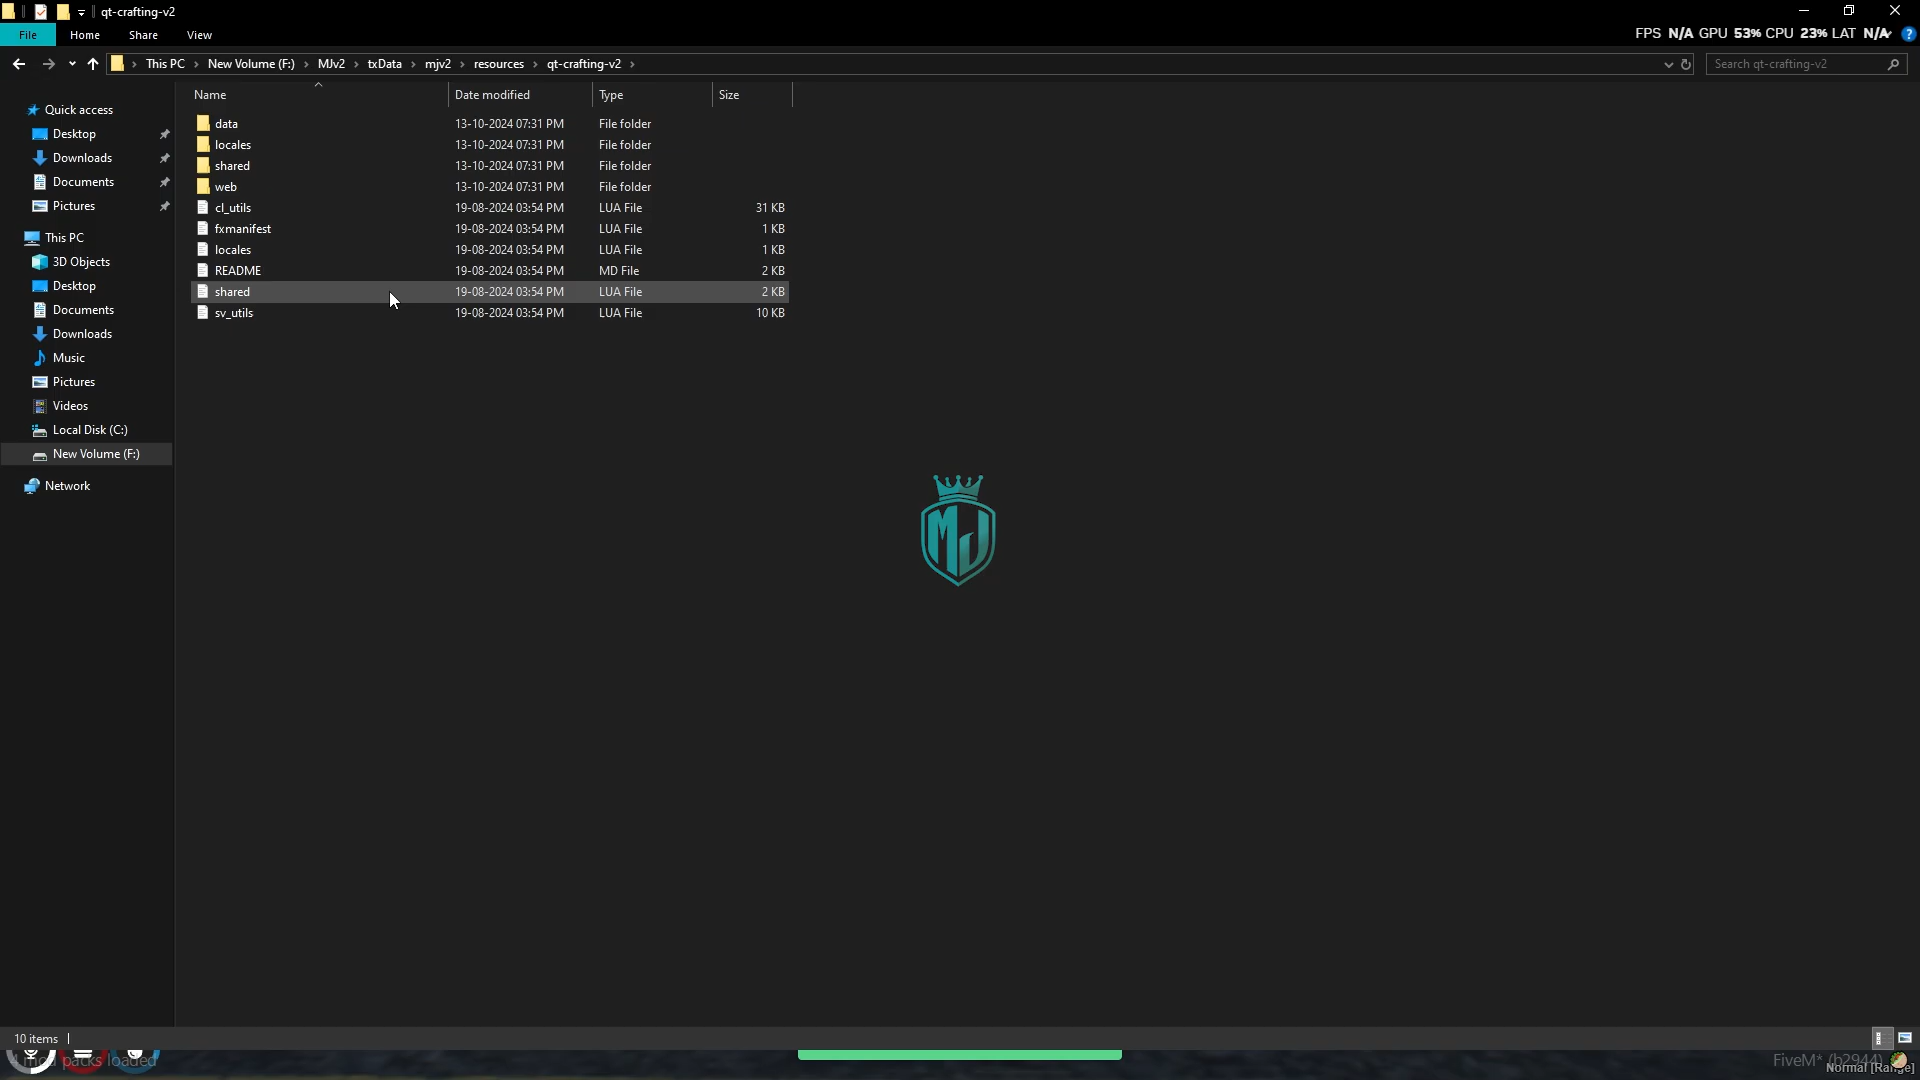 qt-crafting-v2
File Home Share View
FPS N/A GPU 53% CPU 23% LAT N/A
This PC New Volume (F:) MJv2 txData mjv2 resources qt-crafting-v2
Search qt-crafting-v2
Name Date modified Type Size
data 13-10-2024 07:31 PM File folder
locales 13-10-2024 07:31 PM File folder
shared 13-10-2024 07:31 PM File folder
web 13-10-2024 07:31 PM File folder
cl_utils 19-08-2024 03:54 PM LUA File 31 KB
fxmanifest 19-08-2024 03:54 PM LUA File 1 KB
locales 19-08-2024 03:54 PM LUA File 1 KB
README 19-08-2024 03:54 PM MD File 2 KB
shared 19-08-2024 03:54 PM LUA File 2 KB
sv_utils 19-08-2024 03:54 PM LUA File 10 KB
Quick access
Desktop
Downloads
Documents
Pictures
This PC
3D Objects
Desktop
Documents
Downloads
Music
Pictures
Videos
Local Disk (C:)
New Volume (F:)
Network
MJ
10 items
packs loaded
FiveM* (b2944)
Normal [Range]